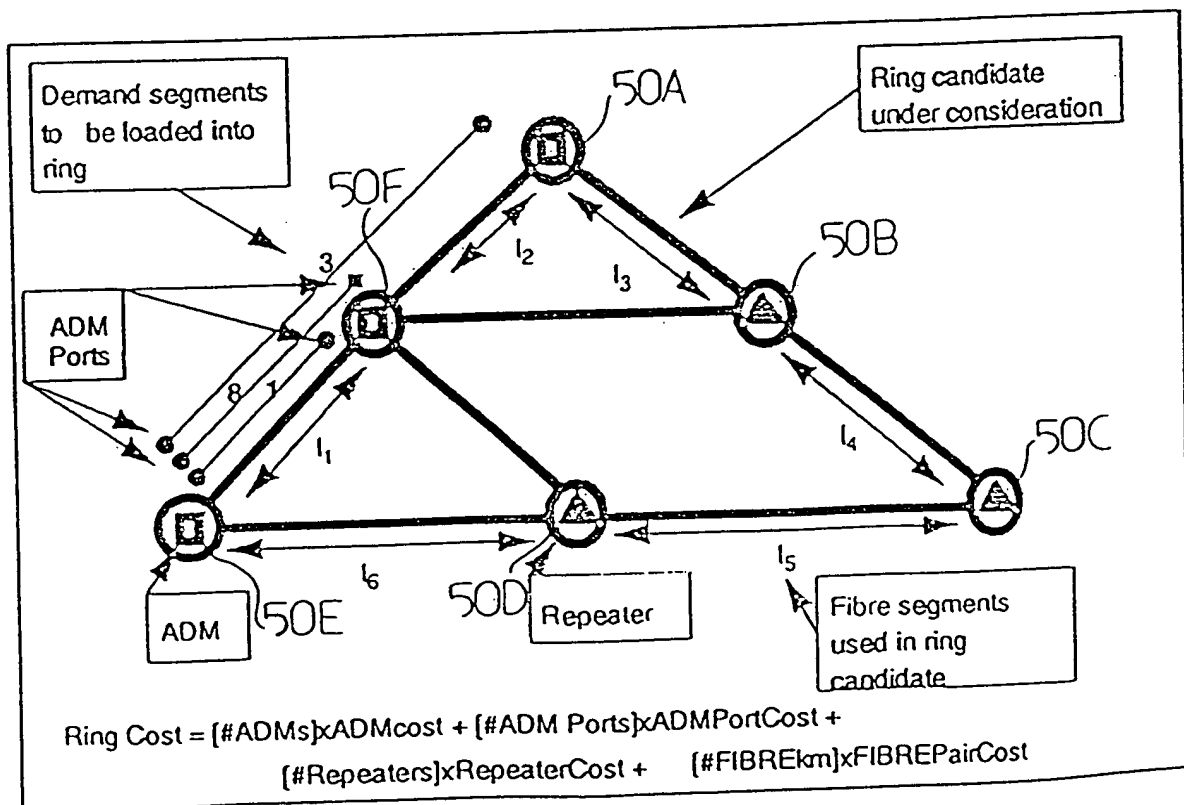 Demand segments
to be loaded into
ring
50A
Ring candidate
under consideration
50F
50B
l2
l3
3
ADM
Ports
8
1
l1
l4
50C
l6
l5
50D
50E
ADM
Repeater
Fibre segments
used in ring
candidate
Ring Cost = [#ADMs]xADMcost + [#ADM Ports]xADMPortCost +
[#Repeaters]xRepeaterCost + [#FIBREkm]xFIBREPairCost